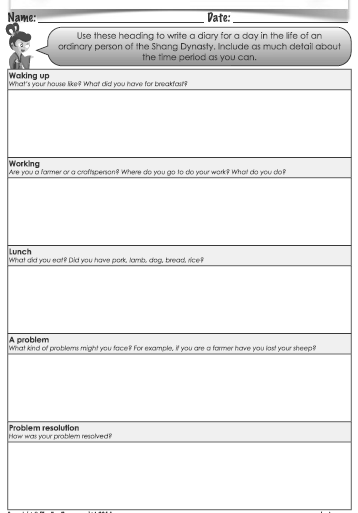 Name: Date:
Use these heading to write a diary for a day in the life of an
ordinary person of the Shang Dynasty. Include as much detail about
the time period as you can.
Waking up
What's your house like? What did you have for breakfast?
Working
Are you a farmer or a craftsperson? Where do you go to do your work? What do you do?
Lunch
What did you eat? Did you have pork, lamb, dog, bread, rice?
A problem
What kind of problems might you face? For example, if you are a farmer have you lost your sheep?
Problem resolution
How was your problem resolved?